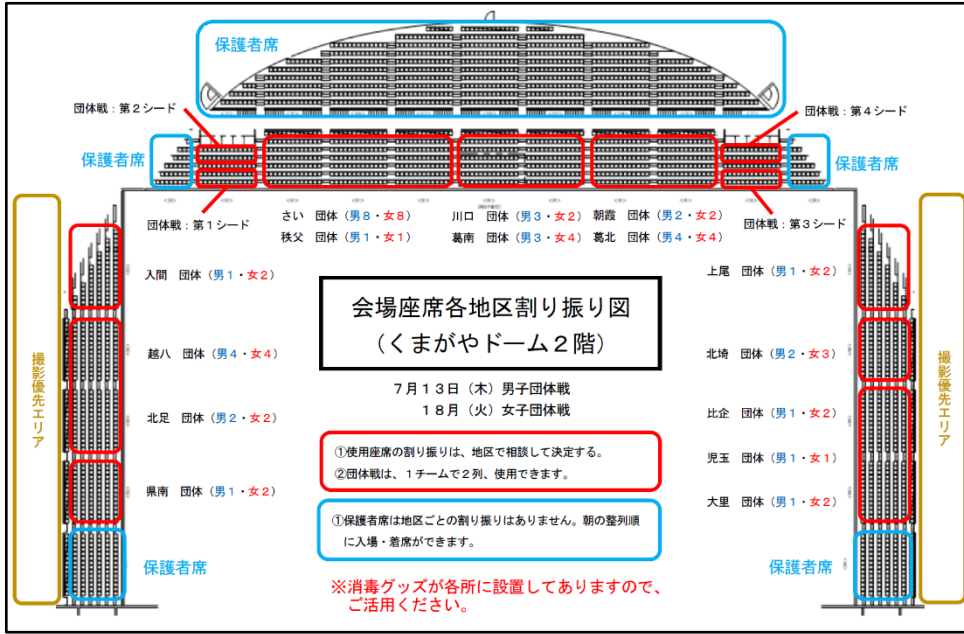 保護者席
団体戦：第２シード
団体戦：第４シード
保護者席
保護者席
団体戦：第１シード
団体戦：第３シード
さい　団体（男８・女８）
川口　団体（男３・女２）
朝霞　団体（男２・女２）
秩父　団体（男１・女１）
葛南　団体（男３・女４）
葛北　団体（男４・女４）
入間　団体（男１・女２）
上尾　団体（男１・女２）
会場座席各地区割り振り図
（くまがやドーム２階）
越八　団体（男４・女４）
北埼　団体（男２・女３）
撮影優先エリア
撮影優先エリア
７月１３日（木）男子団体戦
１８月（火）女子団体戦
北足　団体（男２・女２）
比企　団体（男１・女２）
①使用座席の割り振りは、地区で相談して決定する。
②団体戦は、１チームで２列、使用できます。
児玉　団体（男１・女１）
県南　団体（男１・女２）
大里　団体（男１・女２）
①保護者席は地区ごとの割り振りはありません。朝の整列順
に入場・着席ができます。
保護者席
保護者席
※消毒グッズが各所に設置してありますので、
ご活用ください。